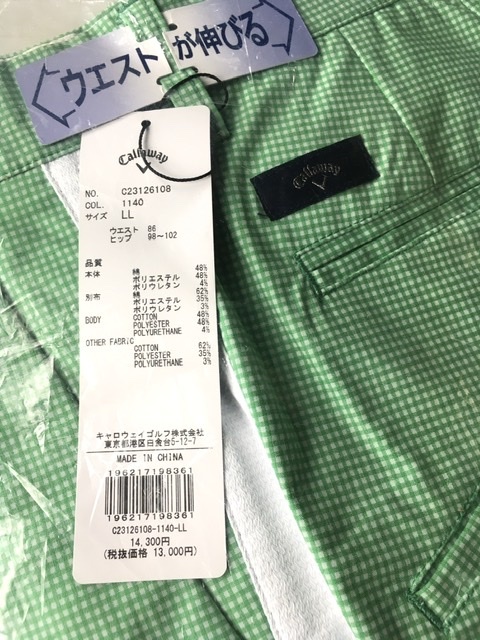 ウエストが伸びる
Callaway
NO. C23126108
COL. 1140
サイズ LL
ウエスト 86
ヒップ 98〜102
品質
本体 綿 48%
ポリエステル 48%
ポリウレタン 4%
別布 綿 62%
ポリエステル 35%
ポリウレタン 3%
BODY COTTON 48%
POLYESTER 48%
POLYURETHANE 4%
OTHER FABRIC
COTTON 62%
POLYESTER 35%
POLYURETHANE 3%
キャロウェイゴルフ株式会社
東京都港区白金台5-12-7
MADE IN CHINA
196217198361
196217198361
C23126108-1140-LL
14,300円
(税抜価格 13,000円)
Callaway